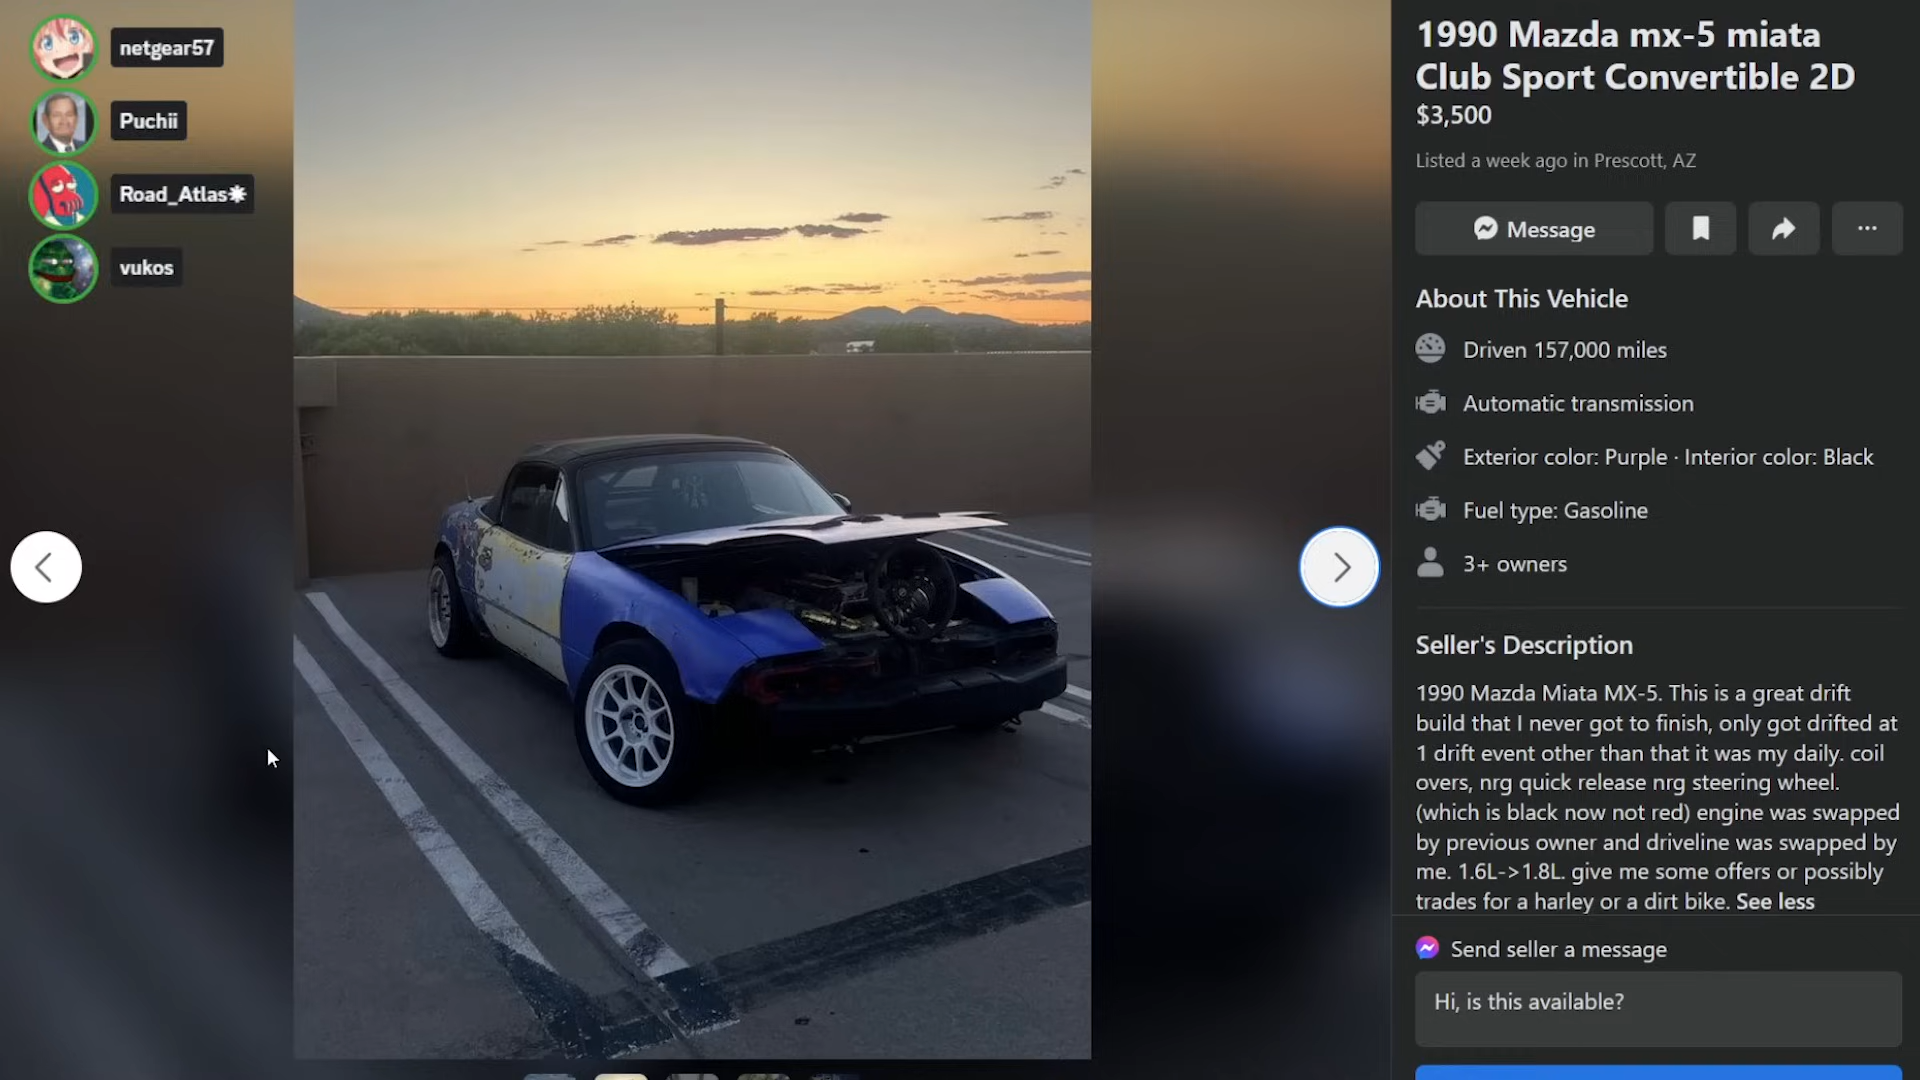 netgear57
Puchii
Road_Atlas✷
vukos
1990 Mazda mx-5 miata
Club Sport Convertible 2D
$3,500
Listed a week ago in Prescott, AZ
Message
About This Vehicle
Driven 157,000 miles
Automatic transmission
Exterior color: Purple · Interior color: Black
Fuel type: Gasoline
3+ owners
Seller's Description
1990 Mazda Miata MX-5. This is a great drift
build that I never got to finish, only got drifted at
1 drift event other than that it was my daily. coil
overs, nrg quick release nrg steering wheel.
(which is black now not red) engine was swapped
by previous owner and driveline was swapped by
me. 1.6L->1.8L. give me some offers or possibly
trades for a harley or a dirt bike. See less
Send seller a message
Hi, is this available?